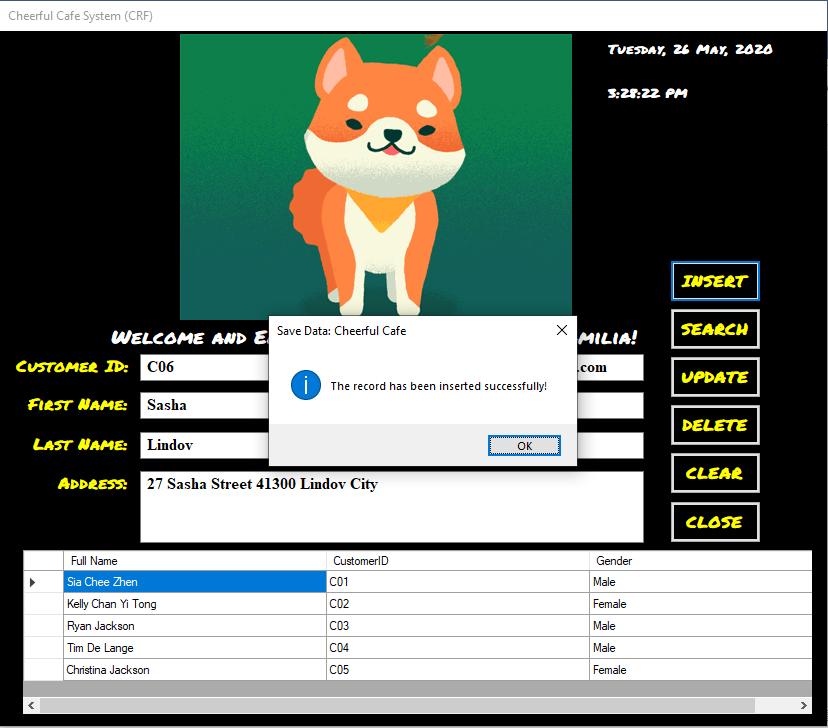 Cheerful Cafe System (CRF)
Tuesday, 26 May, 2020
3:28:22 PM
INSERT
Welcome and E
milia!
Save Data: Cheerful Cafe
The record has been inserted successfully!
OK
SEARCH
Customer ID: C06
.com
UPDATE
First Name: Sasha
DELETE
Last Name: Lindov
CLEAR
Address: 27 Sasha Street 41300 Lindov City
CLOSE
Full Name CustomerID Gender
Sia Chee Zhen C01 Male
Kelly Chan Yi Tong C02 Female
Ryan Jackson C03 Male
Tim De Lange C04 Male
Christina Jackson C05 Female